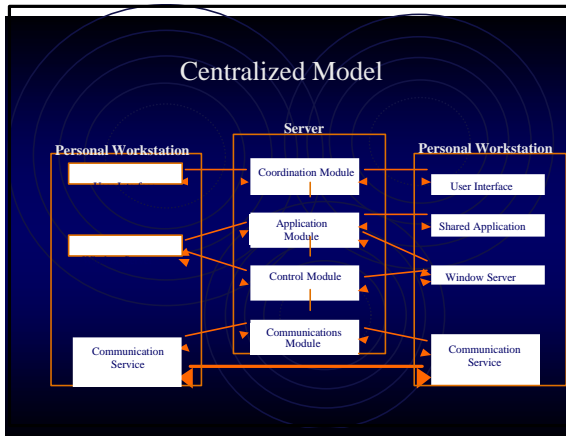 Centralized Model
Server
Personal Workstation
Personal Workstation
Coordination Module
User Interface
Application
Module
Shared Application
Control Module
Window Server
Communications
Module
Communication
Service
Communication
Service